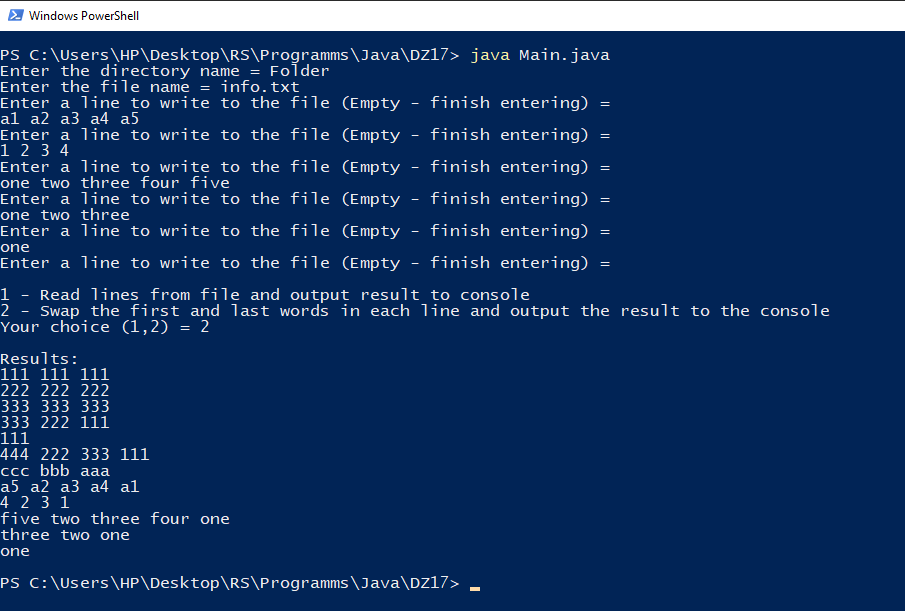 Windows PowerShell
PS C:\Users\HP\Desktop\RS\Programms\Java\DZ17> java Main.java
Enter the directory name = Folder
Enter the file name = info.txt
Enter a line to write to the file (Empty - finish entering) =
a1 a2 a3 a4 a5
Enter a line to write to the file (Empty - finish entering) =
1 2 3 4
Enter a line to write to the file (Empty - finish entering) =
one two three four five
Enter a line to write to the file (Empty - finish entering) =
one two three
Enter a line to write to the file (Empty - finish entering) =
one
Enter a line to write to the file (Empty - finish entering) =
1 - Read lines from file and output result to console
2 - Swap the first and last words in each line and output the result to the console
Your choice (1,2) = 2
Results:
111 111 111
222 222 222
333 333 333
333 222 111
111
444 222 333 111
ccc bbb aaa
a5 a2 a3 a4 a1
4 2 3 1
five two three four one
three two one
one
PS C:\Users\HP\Desktop\RS\Programms\Java\DZ17>